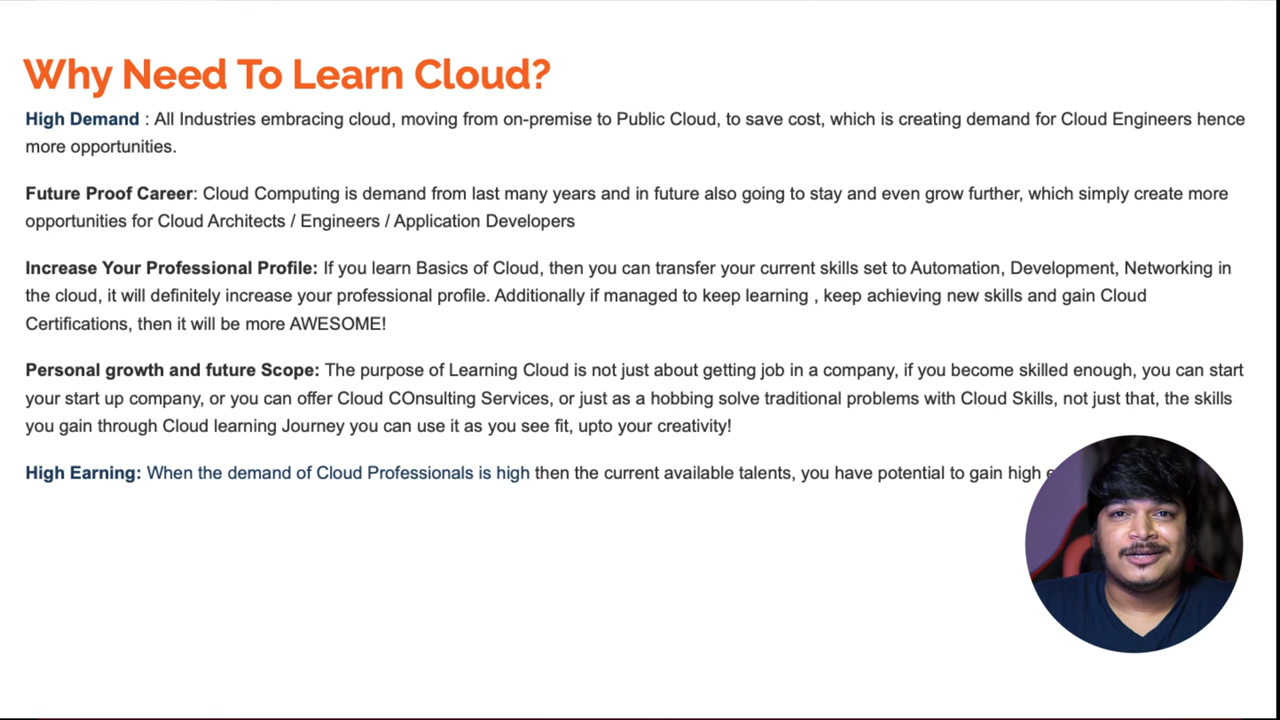 Why Need To Learn Cloud?
High Demand : All Industries embracing cloud, moving from on-premise to Public Cloud, to save cost, which is creating demand for Cloud Engineers hence
more opportunities.
Future Proof Career: Cloud Computing is demand from last many years and in future also going to stay and even grow further, which simply create more
opportunities for Cloud Architects / Engineers / Application Developers
Increase Your Professional Profile: If you learn Basics of Cloud, then you can transfer your current skills set to Automation, Development, Networking in
the cloud, it will definitely increase your professional profile. Additionally if managed to keep learning , keep achieving new skills and gain Cloud
Certifications, then it will be more AWESOME!
Personal growth and future Scope: The purpose of Learning Cloud is not just about getting job in a company, if you become skilled enough, you can start
your start up company, or you can offer Cloud COnsulting Services, or just as a hobbing solve traditional problems with Cloud Skills, not just that, the skills
you gain through Cloud learning Journey you can use it as you see fit, upto your creativity!
High Earning: When the demand of Cloud Professionals is high then the current available talents, you have potential to gain high